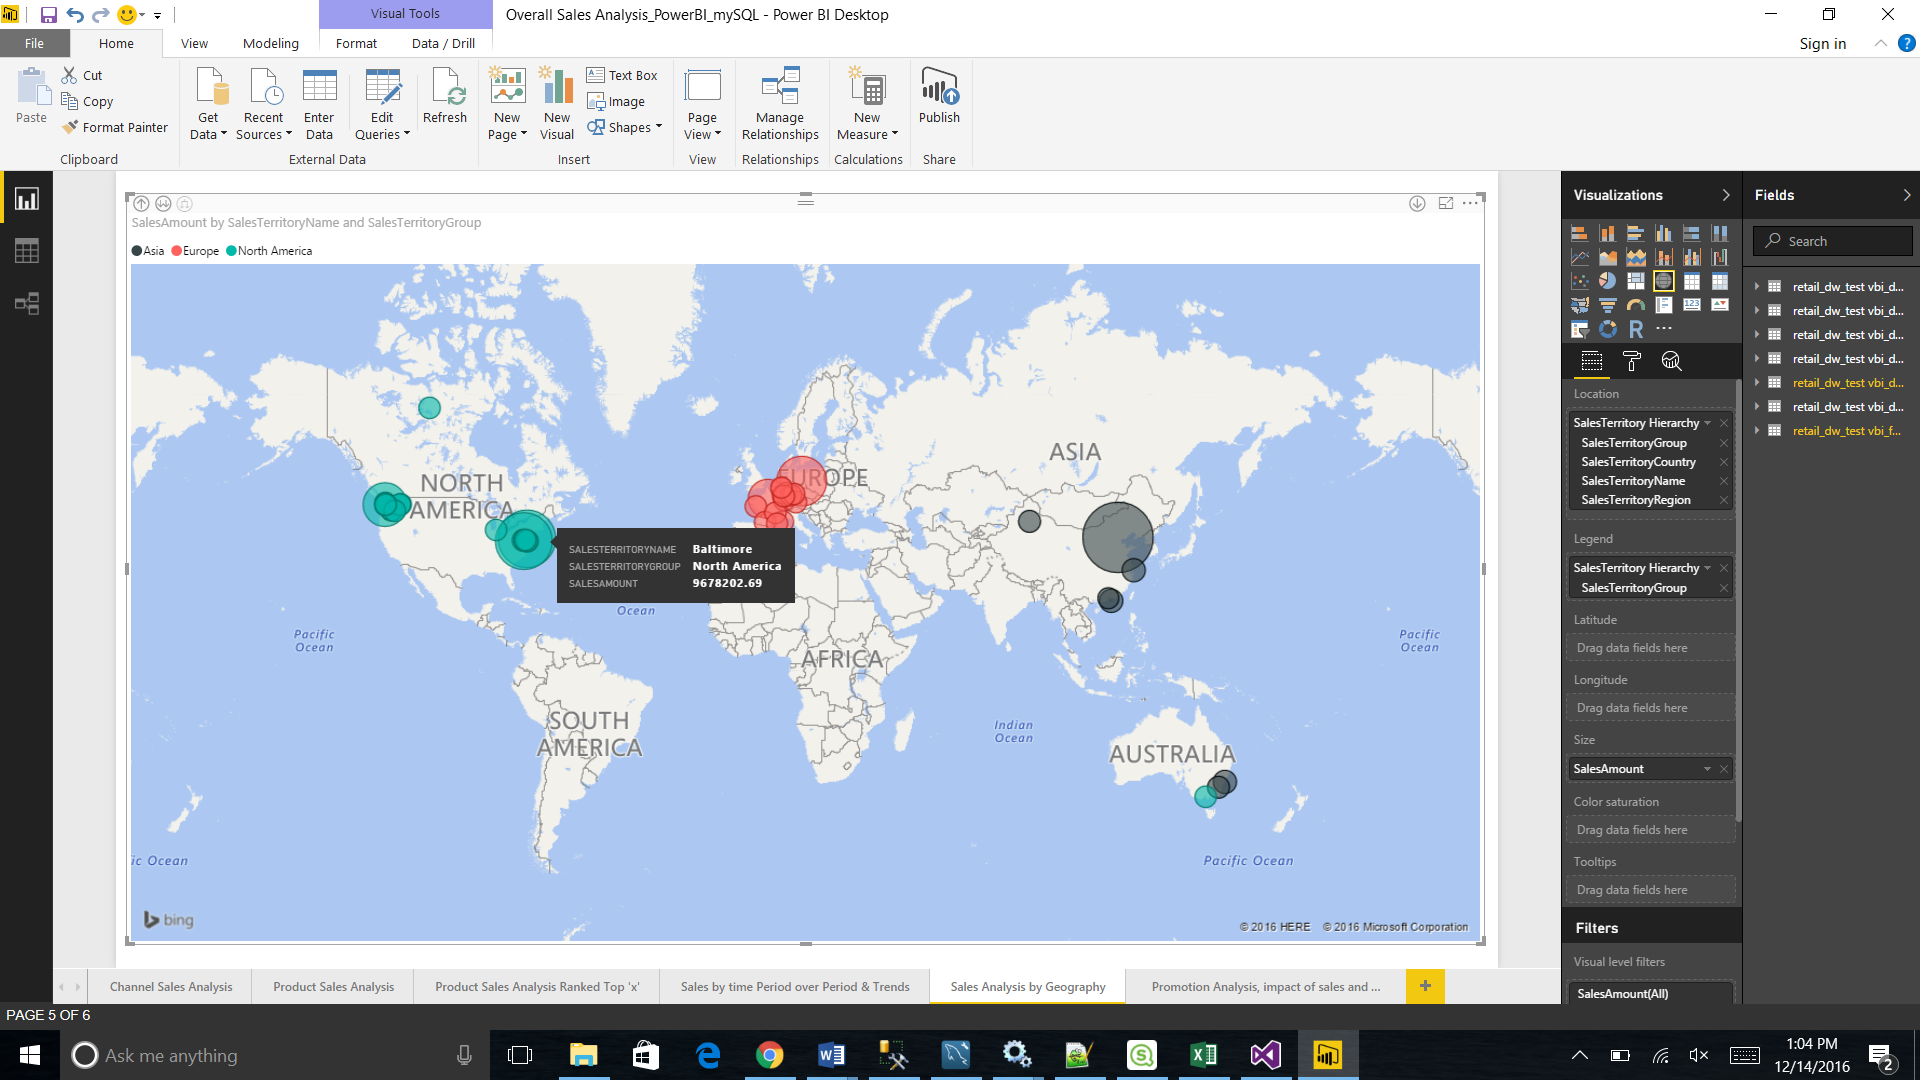 Visual Tools
Overall Sales Analysis_PowerBI_mySQL - Power BI Desktop
File
Home
View
Modeling
Format
Data / Drill
Sign in
Paste
Cut
Copy
Format Painter
Clipboard
Get Data
Recent Sources
Enter Data
Edit Queries
Refresh
External Data
New Page
New Visual
Text Box
Image
Shapes
Insert
Page View
View
Manage Relationships
Relationships
New Measure
Calculations
Publish
Share
SalesAmount by SalesTerritoryName and SalesTerritoryGroup
Asia Europe North America
NORTH
AMERICA
EUROPE
ASIA
AFRICA
SOUTH
AMERICA
AUSTRALIA
Pacific
Ocean
Ocean
Indian
Ocean
Pacific
Ocean
ic Ocean
Pacific Ocean
SALESTERRITORYNAME Baltimore
SALESTERRITORYGROUP North America
SALESAMOUNT 9678202.69
bing
© 2016 HERE © 2016 Microsoft Corporation
Visualizations
R
123
Location
SalesTerritory Hierarchy
SalesTerritoryGroup
SalesTerritoryCountry
SalesTerritoryName
SalesTerritoryRegion
Legend
SalesTerritory Hierarchy
SalesTerritoryGroup
Latitude
Drag data fields here
Longitude
Drag data fields here
Size
SalesAmount
Color saturation
Drag data fields here
Tooltips
Drag data fields here
Filters
Visual level filters
SalesAmount(All)
Fields
Search
retail_dw_test vbi_d...
retail_dw_test vbi_d...
retail_dw_test vbi_d...
retail_dw_test vbi_d...
retail_dw_test vbi_d...
retail_dw_test vbi_d...
retail_dw_test vbi_f...
Channel Sales Analysis
Product Sales Analysis
Product Sales Analysis Ranked Top 'x'
Sales by time Period over Period & Trends
Sales Analysis by Geography
Promotion Analysis, impact of sales and ...
+
PAGE 5 OF 6
Ask me anything
1:04 PM
12/14/2016
2